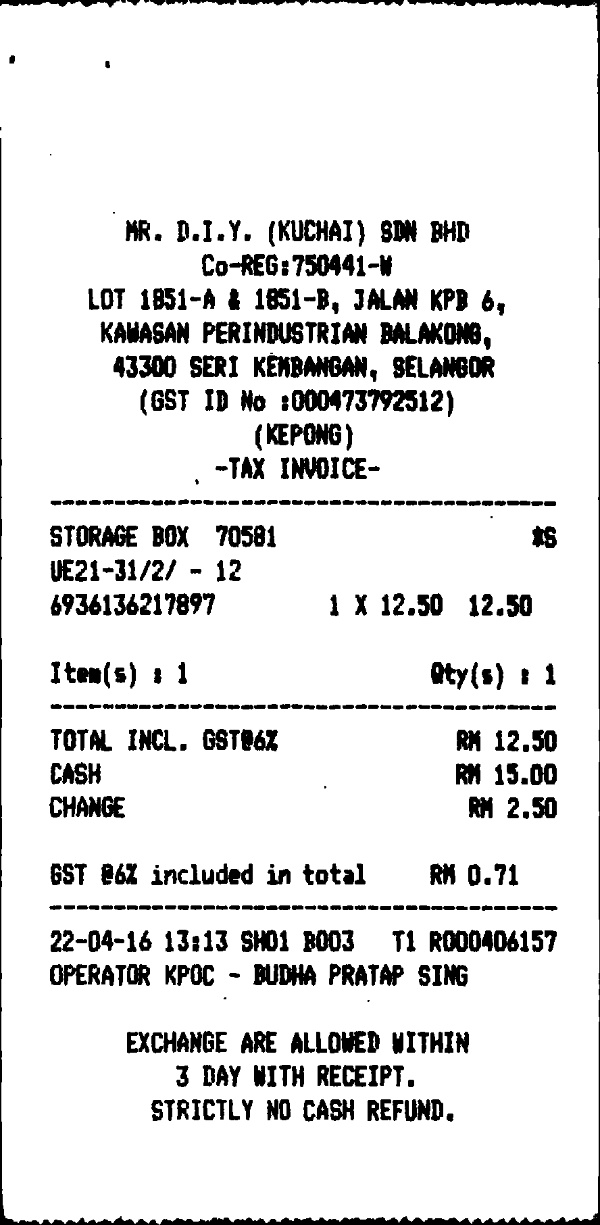 MR. D.I.Y. (KUCHAI) SDN BHD
Co-REG:750441-W
LOT 1851-A & 1851-B, JALAN KPB 6,
KAWASAN PERINDUSTRIAN BALAKONG,
43300 SERI KEMBANGAN, SELANGOR
(GST ID No :000473792512)
(KEPONG)
-TAX INVOICE-
STORAGE BOX 70581 *S
UE21-31/2/ - 12
6936136217897 1 X 12.50 12.50
Item(s) : 1 Qty(s) : 1
TOTAL INCL. GST@6% RM 12.50
CASH RM 15.00
CHANGE RM 2.50
GST @6% included in total RM 0.71
22-04-16 13:13 SH01 B003 T1 R000406157
OPERATOR KPOC - BUDHA PRATAP SING
EXCHANGE ARE ALLOWED WITHIN
3 DAY WITH RECEIPT.
STRICTLY NO CASH REFUND.